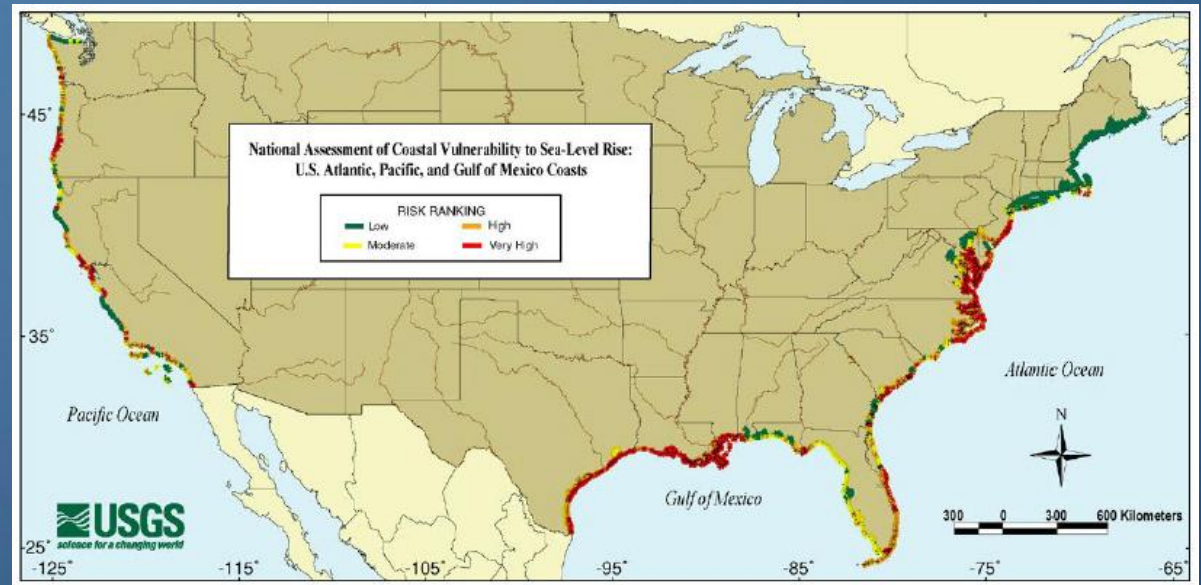 National Assessment of Coastal Vulnerability to Sea-Level Rise:
U.S. Atlantic, Pacific, and Gulf of Mexico Coasts
RISK RANKING
Low
High
Moderate
Very High
45°
35°
25°
Pacific Ocean
Atlantic Ocean
Gulf of Mexico
N
300 0 300 600 Kilometers
USGS
science for a changing world
-125° -115° -105° -95° -85° -75° -65°